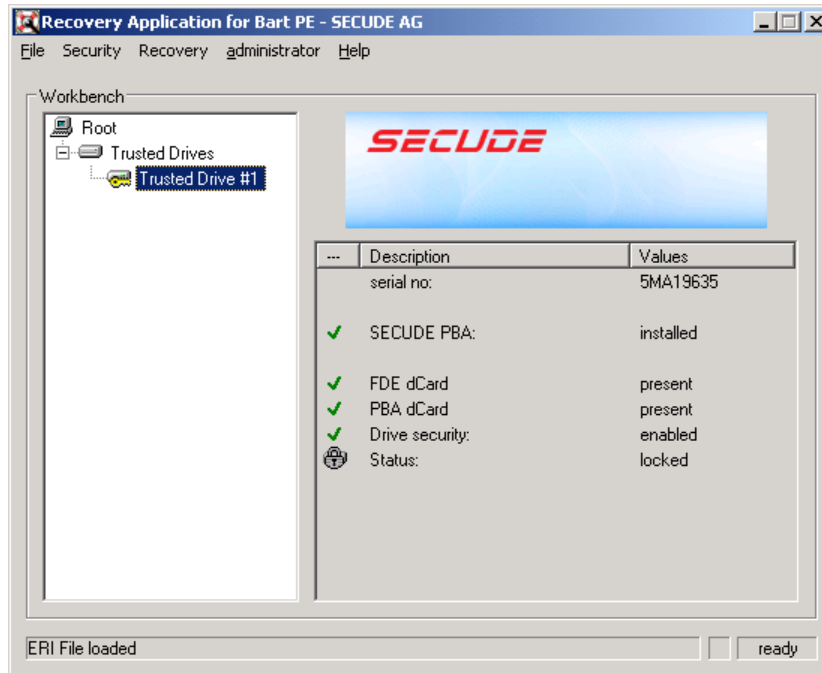 Recovery Application for Bart PE - SECUDE AG
File Security Recovery administrator Help
Workbench
Root
Trusted Drives
Trusted Drive #1
SECUDE
--- Description Values
serial no: 5MA19635
SECUDE PBA: installed
FDE dCard present
PBA dCard present
Drive security: enabled
Status: locked
ERI File loaded ready